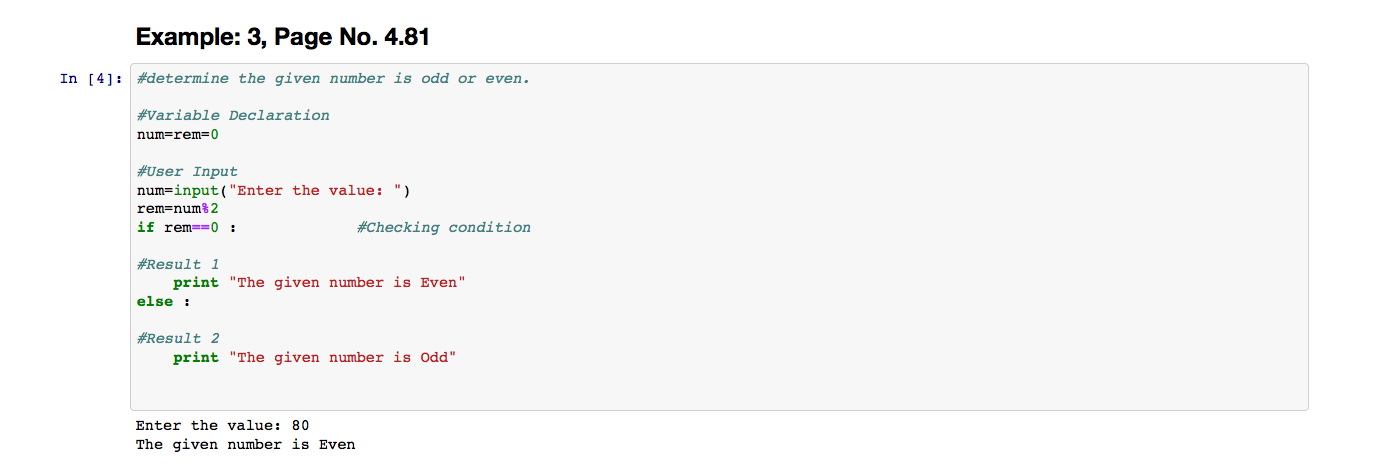 Example: 3, Page No. 4.81
In [4]: #determine the given number is odd or even.
#Variable Declaration
num=rem=0
#User Input
num=input("Enter the value: ")
rem=num%2
if rem==0 :             #Checking condition
#Result 1
    print "The given number is Even"
else :
#Result 2
    print "The given number is Odd"
Enter the value: 80
The given number is Even